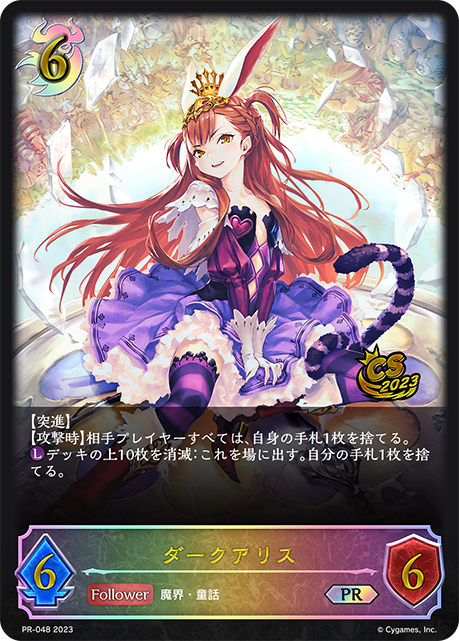 6
CS
2023
【突進】
【攻撃時】相手プレイヤーすべては、自身の手札1枚を捨てる。
L デッキの上10枚を消滅：これを場に出す。自分の手札1枚を捨
てる。
ダークアリス
6
Follower 魔界・童話
PR
6
PR-048 2023
© Cygames, Inc.